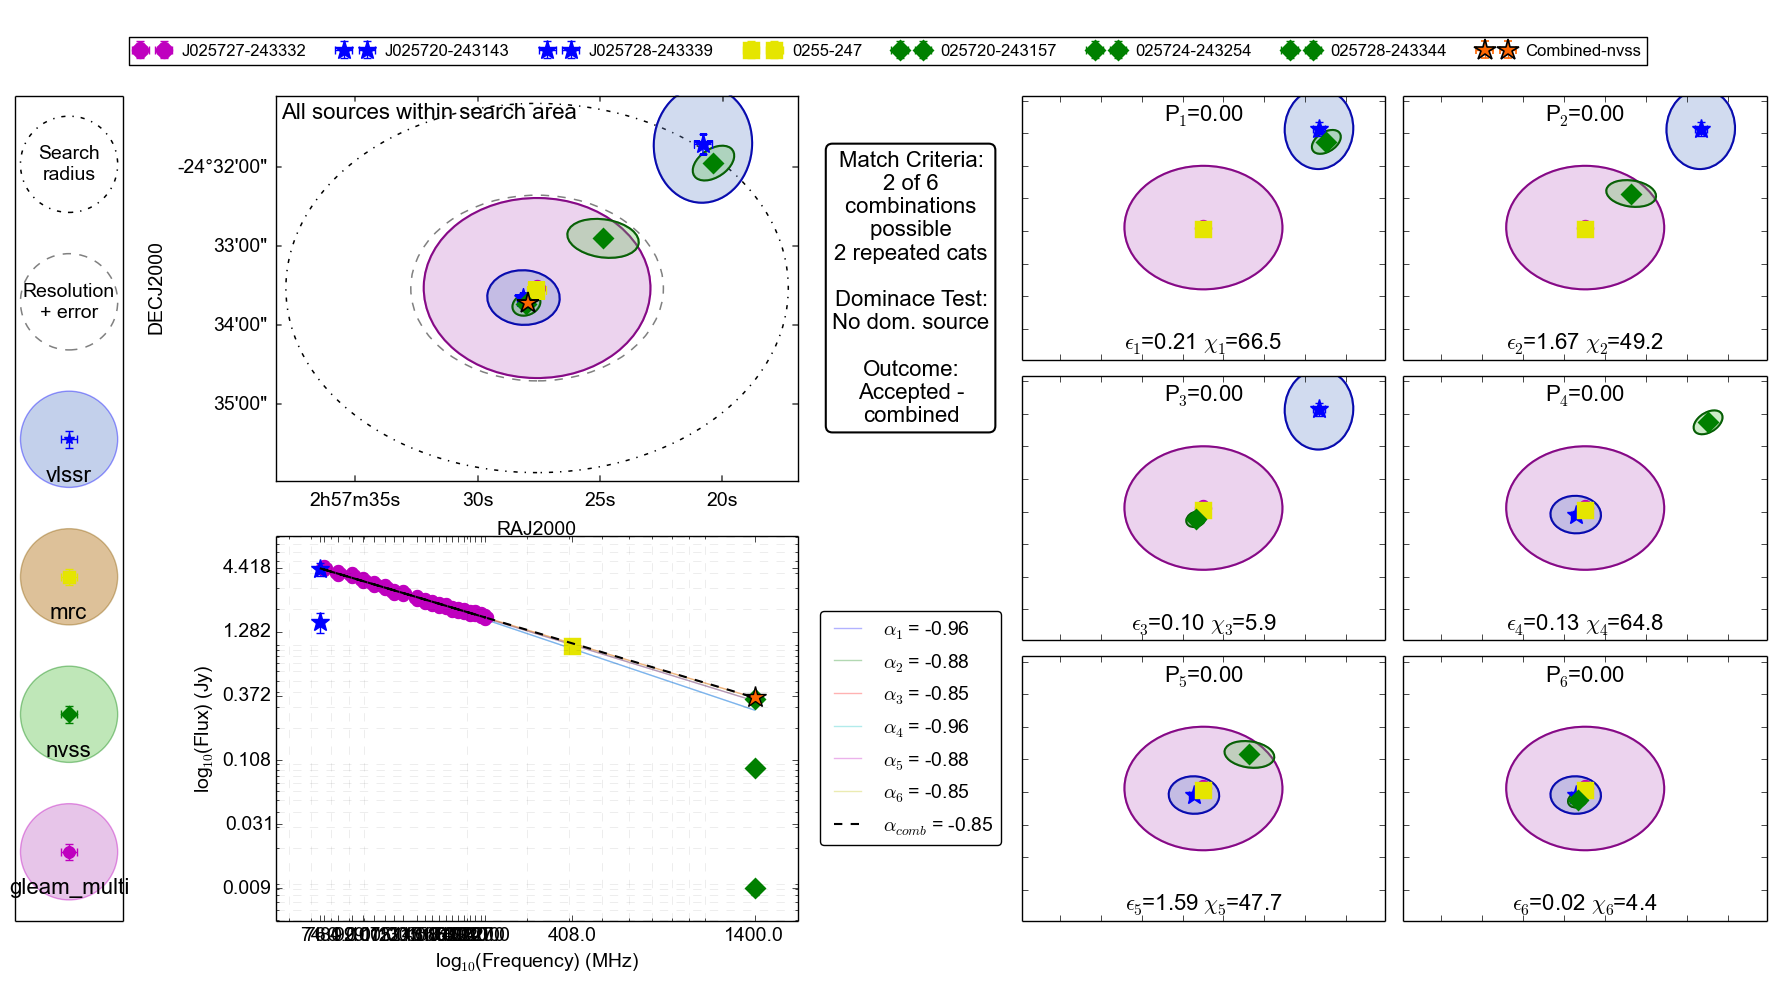 J025727-243332 J025720-243143 J025728-243339 0255-247 025720-243157 025724-243254 025728-243344 Combined-nvss
Search
radius
Resolution
+ error
vlssr
mrc
nvss
gleam_multi
All sources within search area
DECJ2000
-24°32'00"
33'00"
34'00"
35'00"
2h57m35s 30s 25s 20s
RAJ2000
Match Criteria:
2 of 6
combinations
possible
2 repeated cats
Dominace Test:
No dom. source
Outcome:
Accepted -
combined
log10(Flux) (Jy)
4.418
1.282
0.372
0.108
0.031
0.009
408.0 1400.0
log10(Frequency) (MHz)
α1 = -0.96
α2 = -0.88
α3 = -0.85
α4 = -0.96
α5 = -0.88
α6 = -0.85
αcomb = -0.85
P1=0.00
ϵ1=0.21 χ1=66.5
P2=0.00
ϵ2=1.67 χ2=49.2
P3=0.00
ϵ3=0.10 χ3=5.9
P4=0.00
ϵ4=0.13 χ4=64.8
P5=0.00
ϵ5=1.59 χ5=47.7
P6=0.00
ϵ6=0.02 χ6=4.4